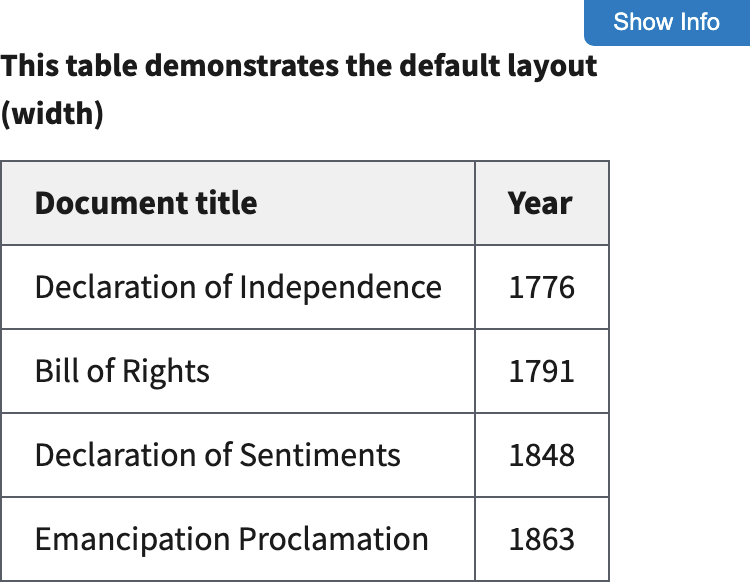 Show Info
This table demonstrates the default layout
(width)
Document title Year
Declaration of Independence 1776
Bill of Rights 1791
Declaration of Sentiments 1848
Emancipation Proclamation 1863